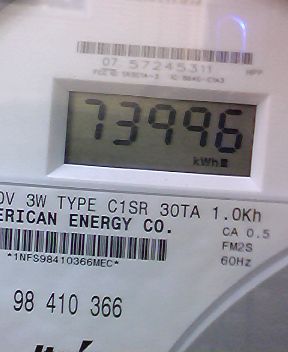 07 57245311
73996
kWh
0V 3W TYPE C1SR 30TA 1.0Kh
ERICAN ENERGY CO.
CA 0.5
FM2S
60Hz
*1NFS98410366MEC*
98 410 366